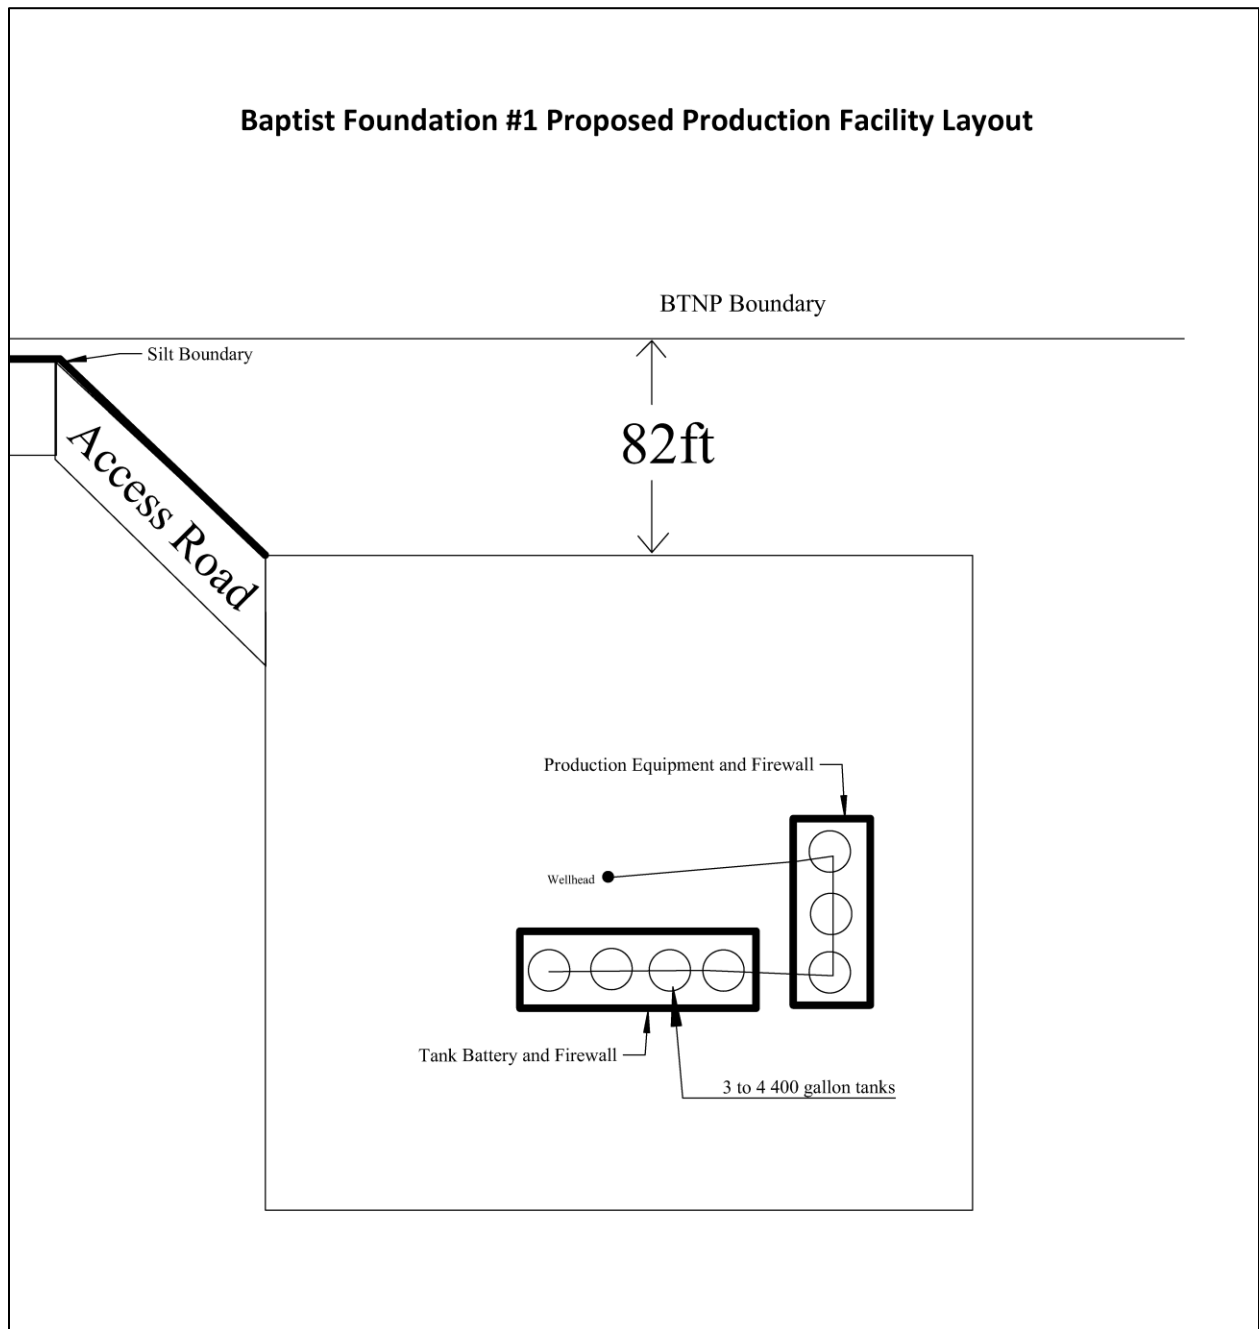 Baptist Foundation #1 Proposed Production Facility Layout
BTNP Boundary
Silt Boundary
82ft
Access Road
Production Equipment and Firewall
Wellhead
Tank Battery and Firewall
3 to 4 400 gallon tanks